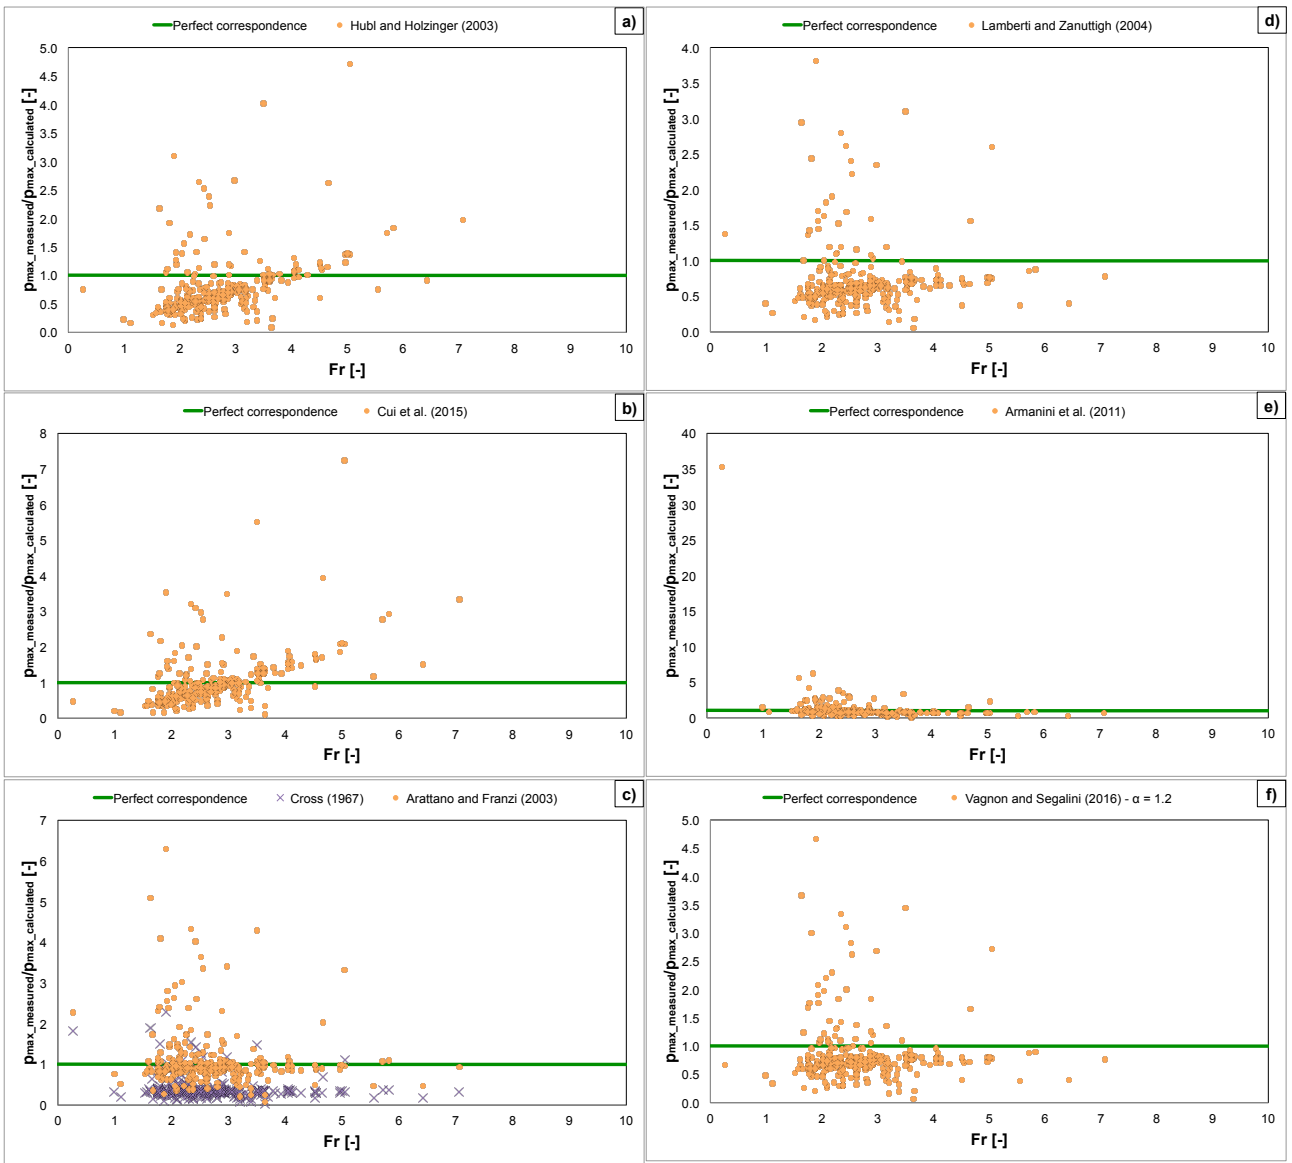 Perfect correspondence Hubl and Holzinger (2003) a)
5.0
4.5
4.0
3.5
3.0
2.5
2.0
1.5
1.0
0.5
0.0
pmax_measured/pmax_calculated [-]
0 1 2 3 4 5 6 7 8 9 10
Fr [-]
Perfect correspondence Lamberti and Zanuttigh (2004) d)
4.0
3.5
3.0
2.5
2.0
1.5
1.0
0.5
0.0
pmax_measured/pmax_calculated [-]
0 1 2 3 4 5 6 7 8 9 10
Fr [-]
Perfect correspondence Cui et al. (2015) b)
8
7
6
5
4
3
2
1
0
pmax_measured/pmax_calculated [-]
0 1 2 3 4 5 6 7 8 9 10
Fr [-]
Perfect correspondence Armanini et al. (2011) e)
40
35
30
25
20
15
10
5
0
pmax_measured/pmax_calculated [-]
0 1 2 3 4 5 6 7 8 9 10
Fr [-]
Perfect correspondence Cross (1967) Arattano and Franzi (2003) c)
7
6
5
4
3
2
1
0
pmax_measured/pmax_calculated [-]
0 1 2 3 4 5 6 7 8 9 10
Fr [-]
Perfect correspondence Vagnon and Segalini (2016) - α = 1.2 f)
5.0
4.5
4.0
3.5
3.0
2.5
2.0
1.5
1.0
0.5
0.0
pmax_measured/pmax_calculated [-]
0 1 2 3 4 5 6 7 8 9 10
Fr [-]